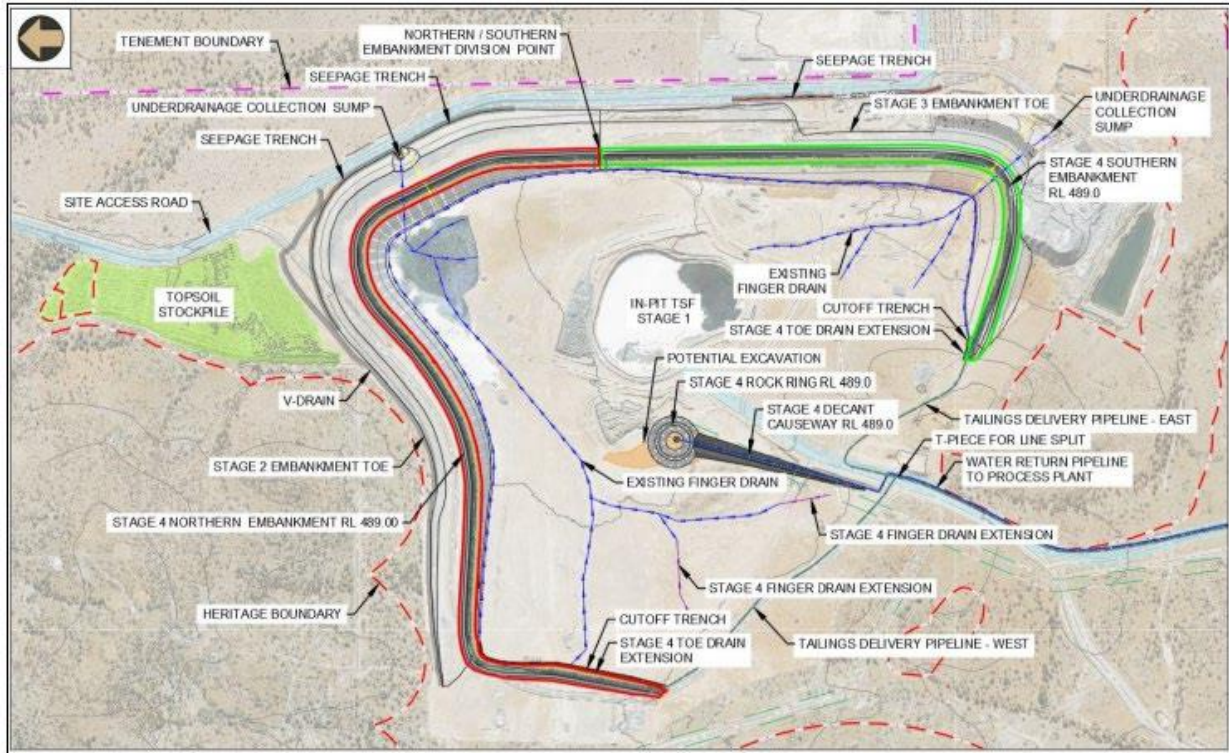 TENEMENT BOUNDARY
NORTHERN / SOUTHERN
EMBANKMENT DIVISION POINT
SEEPAGE TRENCH
SEEPAGE TRENCH
STAGE 3 EMBANKMENT TOE
UNDERDRAINAGE
COLLECTION
SUMP
UNDERDRAINAGE COLLECTION SUMP
SEEPAGE TRENCH
STAGE 4 SOUTHERN
EMBANKMENT
RL 489.0
SITE ACCESS ROAD
TOPSOIL
STOCKPILE
EXISTING
FINGER DRAIN
IN-PIT TSF
STAGE 1
CUTOFF TRENCH
STAGE 4 TOE DRAIN EXTENSION
POTENTIAL EXCAVATION
STAGE 4 ROCK RING RL 489.0
STAGE 4 DECANT
CAUSEWAY RL 489.0
V-DRAIN
TAILINGS DELIVERY PIPELINE - EAST
T-PIECE FOR LINE SPLIT
WATER RETURN PIPELINE
TO PROCESS PLANT
STAGE 2 EMBANKMENT TOE
EXISTING FINGER DRAIN
STAGE 4 NORTHERN EMBANKMENT RL 489.00
STAGE 4 FINGER DRAIN EXTENSION
STAGE 4 FINGER DRAIN EXTENSION
HERITAGE BOUNDARY
CUTOFF TRENCH
STAGE 4 TOE DRAIN
EXTENSION
TAILINGS DELIVERY PIPELINE - WEST